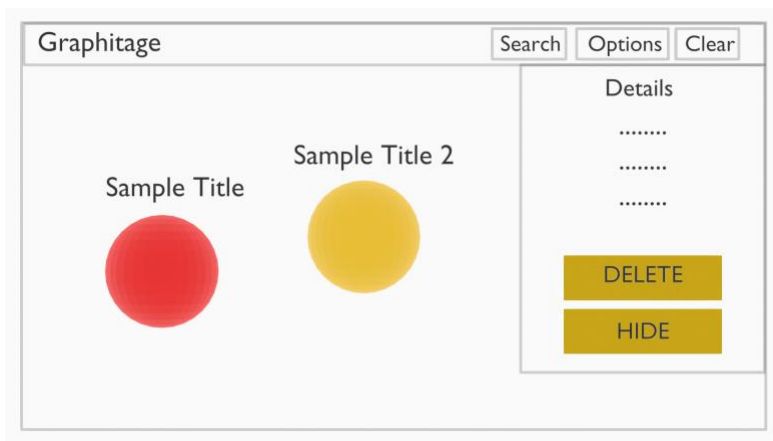 Graphitage
Search
Options
Clear
Details
........
Sample Title 2
........
Sample Title
........
DELETE
HIDE